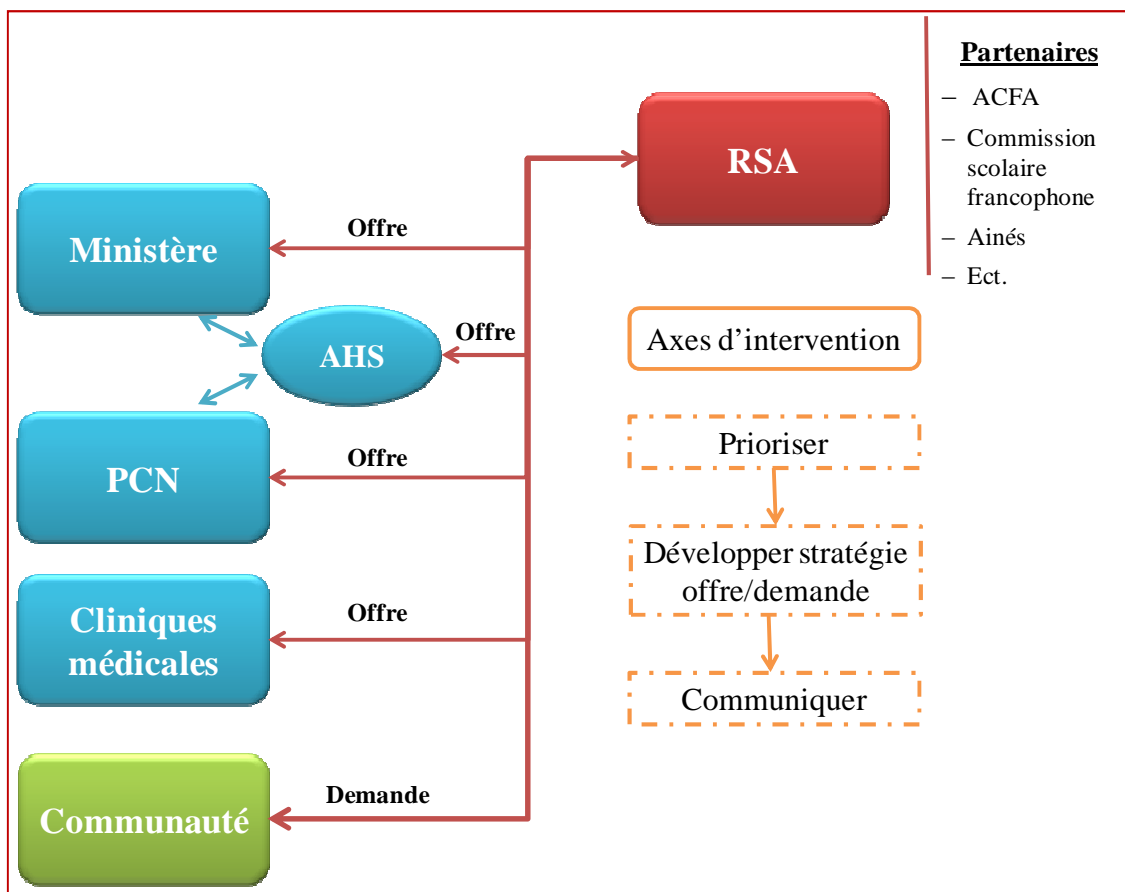 Partenaires
– ACFA
– Commission
scolaire
francophone
– Ainés
– Ect.
RSA
Ministère
Offre
AHS
Offre
PCN
Offre
Cliniques
médicales
Offre
Communauté
Demande
Axes d’intervention
Prioriser
Développer stratégie
offre/demande
Communiquer